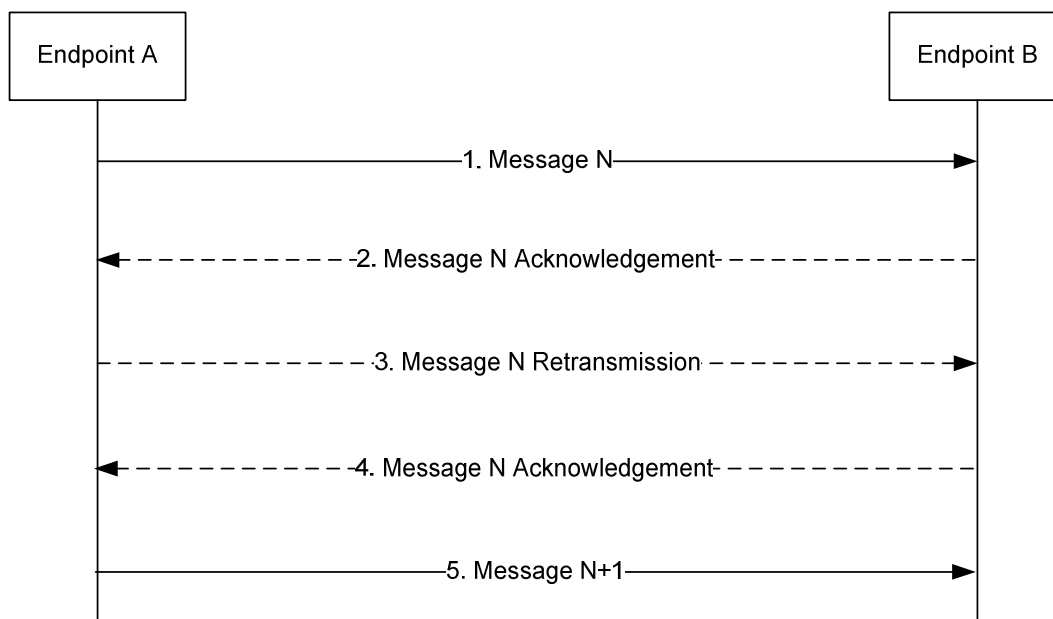 Endpoint A
Endpoint B
1. Message N
2. Message N Acknowledgement
3. Message N Retransmission
4. Message N Acknowledgement
5. Message N+1